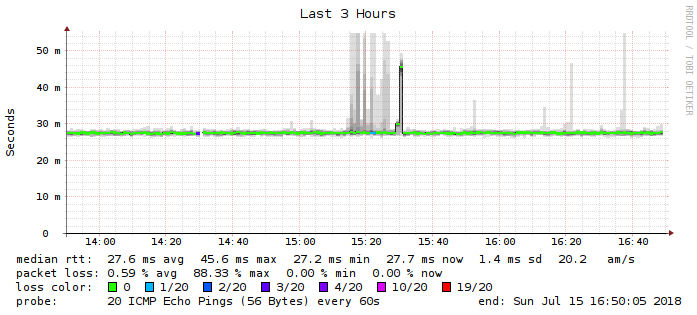 Last 3 Hours
RRDTOOL / TOBI OETIKER
Seconds
50 m
40 m
30 m
20 m
10 m
0
14:00 14:20 14:40 15:00 15:20 15:40 16:00 16:20 16:40
median rtt: 27.6 ms avg 45.6 ms max 27.2 ms min 27.7 ms now 1.4 ms sd 20.2 am/s
packet loss: 0.59 % avg 88.33 % max 0.00 % min 0.00 % now
loss color: 0 1/20 2/20 3/20 4/20 10/20 19/20
probe: 20 ICMP Echo Pings (56 Bytes) every 60s end: Sun Jul 15 16:50:05 2018